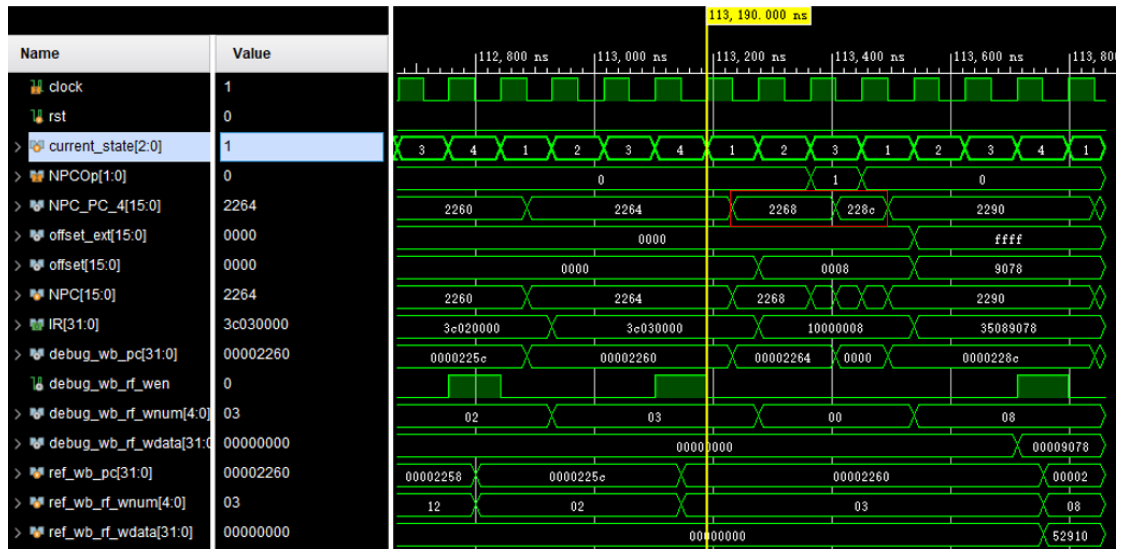 113,190.000 ns
Name Value
112,800 ns 113,000 ns 113,200 ns 113,400 ns 113,600 ns 113,80
clock 1
rst 0
current_state[2:0] 1 3 4 1 2 3 4 1 2 3 1 2 3 4 1
NPCOp[1:0] 0 0 1 0
NPC_PC_4[15:0] 2264 2260 2264 2268 228c 2290
offset_ext[15:0] 0000 0000 ffff
offset[15:0] 0000 0000 0008 9078
NPC[15:0] 2264 2260 2264 2268 2290
IR[31:0] 3c030000 3c020000 3c030000 10000008 35089078
debug_wb_pc[31:0] 00002260 0000225c 00002260 00002264 0000 0000228c
debug_wb_rf_wen 0
debug_wb_rf_wnum[4:0] 03 02 03 00 08
debug_wb_rf_wdata[31:0 00000000 00000000 00009078
ref_wb_pc[31:0] 00002260 00002258 0000225c 00002260 00002
ref_wb_rf_wnum[4:0] 03 12 02 03 08
ref_wb_rf_wdata[31:0] 00000000 00000000 52910